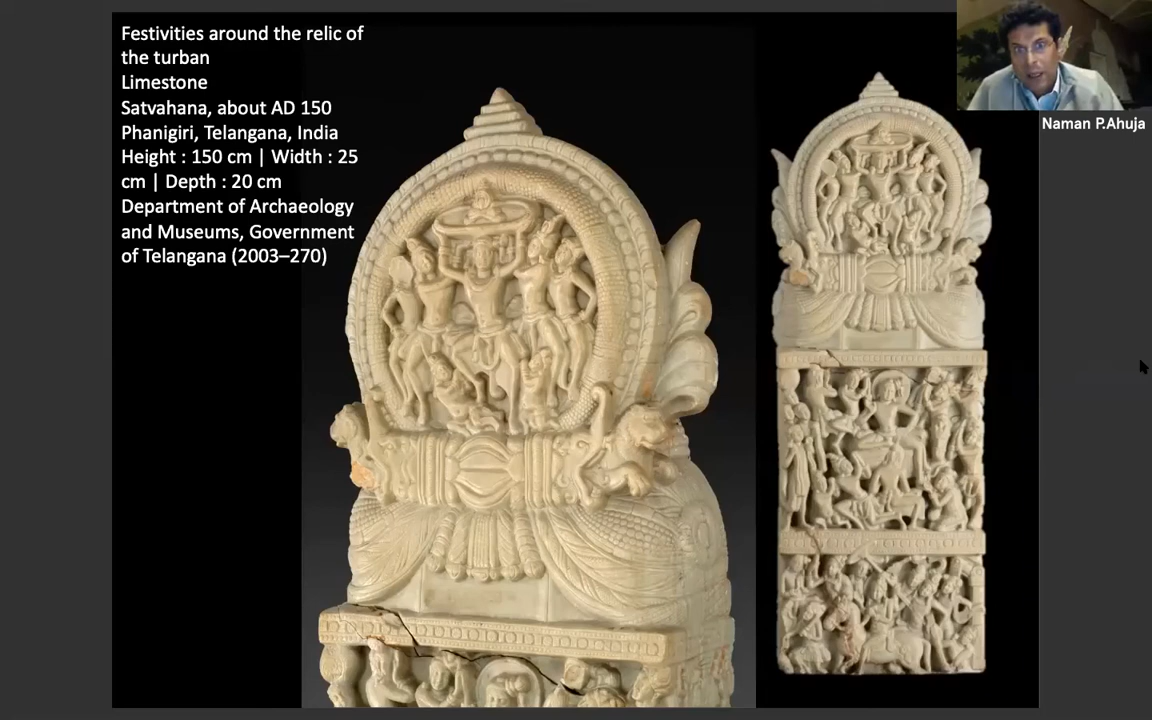 Festivities around the relic of
the turban
Limestone
Satvahana, about AD 150
Phanigiri, Telangana, India
Height : 150 cm | Width : 25
cm | Depth : 20 cm
Department of Archaeology
and Museums, Government
of Telangana (2003–270)
Naman P.Ahuja